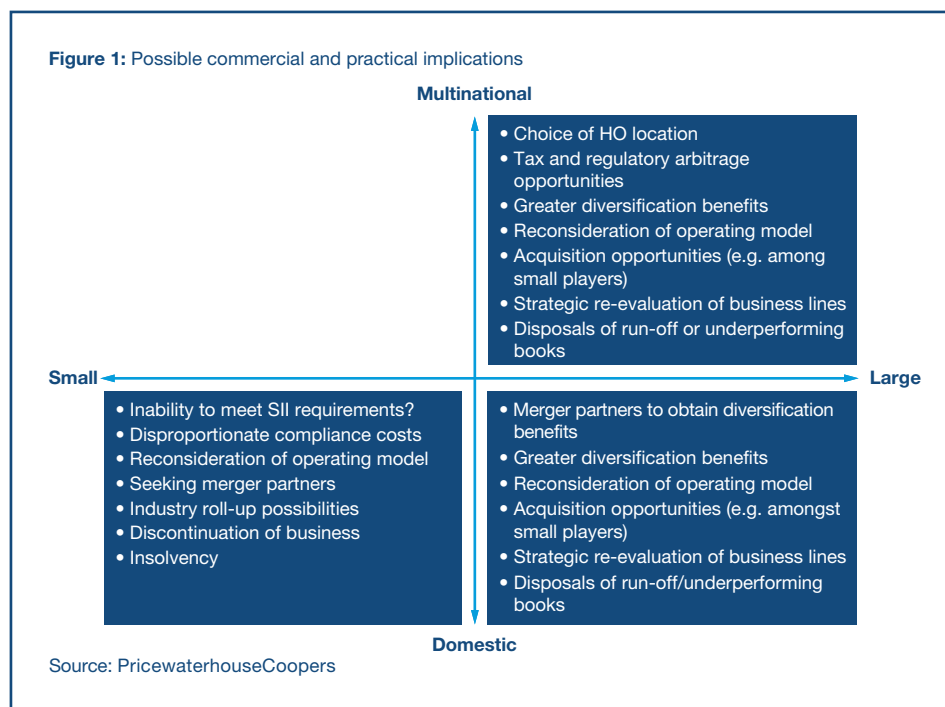 Figure 1: Possible commercial and practical implications
Multinational
• Choice of HO location
• Tax and regulatory arbitrage
opportunities
• Greater diversification benefits
• Reconsideration of operating model
• Acquisition opportunities (e.g. among
small players)
• Strategic re-evaluation of business lines
• Disposals of run-off or underperforming
books
Small
Large
• Inability to meet SII requirements?
• Disproportionate compliance costs
• Reconsideration of operating model
• Seeking merger partners
• Industry roll-up possibilities
• Discontinuation of business
• Insolvency
• Merger partners to obtain diversification
benefits
• Greater diversification benefits
• Reconsideration of operating model
• Acquisition opportunities (e.g. amongst
small players)
• Strategic re-evaluation of business lines
• Disposals of run-off/underperforming
books
Domestic
Source: PricewaterhouseCoopers